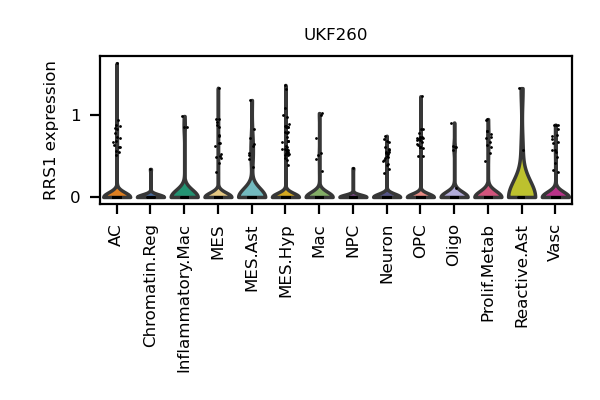 UKF260
RRS1 expression
1
0
AC
Chromatin.Reg
Inflammatory.Mac
MES
MES.Ast
MES.Hyp
Mac
NPC
Neuron
OPC
Oligo
Prolif.Metab
Reactive.Ast
Vasc